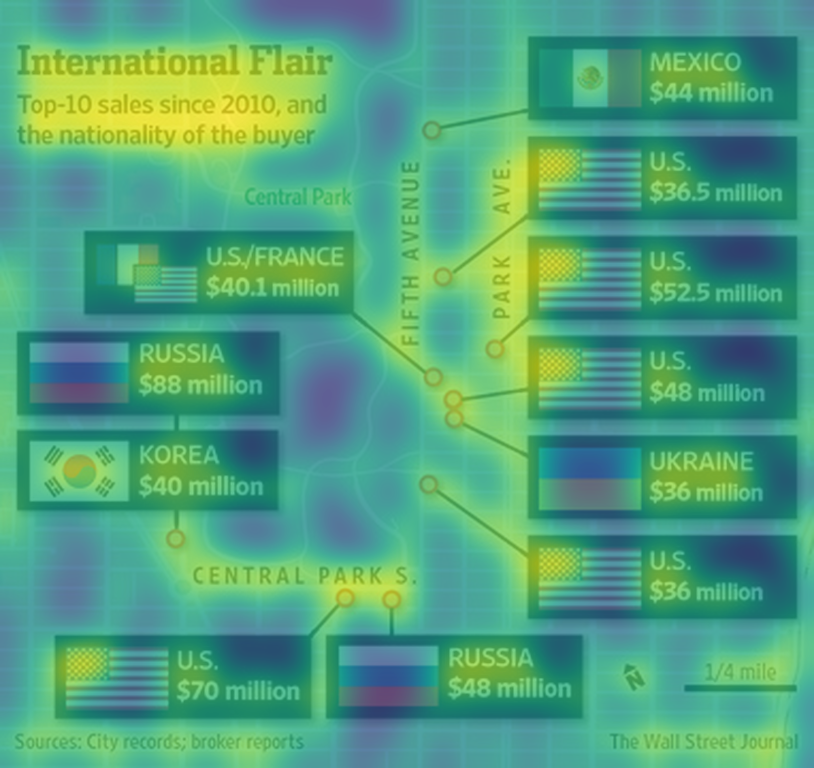 International Flair
Top-10 sales since 2010, and
the nationality of the buyer
MEXICO
$44 million
U.S.
$36.5 million
Central Park
FIFTH AVENUE
PARK AVE.
U.S./FRANCE
$40.1 million
U.S.
$52.5 million
RUSSIA
$88 million
U.S.
$48 million
KOREA
$40 million
UKRAINE
$36 million
U.S.
$36 million
CENTRAL PARK S.
U.S.
$70 million
RUSSIA
$48 million
N
1/4 mile
Sources: City records; broker reports
The Wall Street Journal